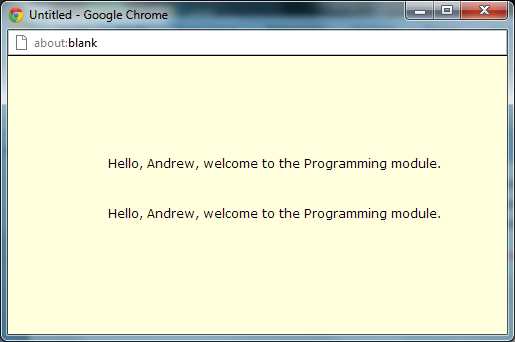 Untitled - Google Chrome
about:blank
Hello, Andrew, welcome to the Programming module.
Hello, Andrew, welcome to the Programming module.